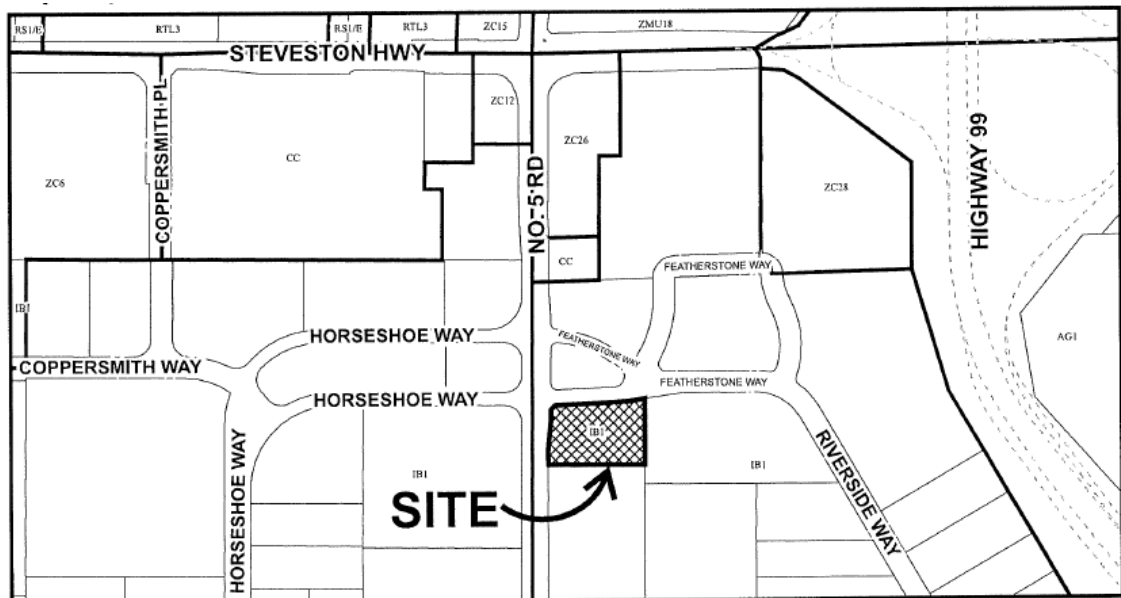 RS1/E
RTL3
RS1/E
RTL3
ZC15
ZMU18
STEVESTON HWY
COPPERSMITH PL
ZC12
CC
ZC6
NO. 5 RD
ZC26
ZC28
HIGHWAY 99
CC
FEATHERSTONE WAY
IB1
HORSESHOE WAY
FEATHERSTONE WAY
AG1
COPPERSMITH WAY
FEATHERSTONE WAY
HORSESHOE WAY
IB1
HORSESHOE WAY
IB1
IB1
RIVERSIDE WAY
SITE